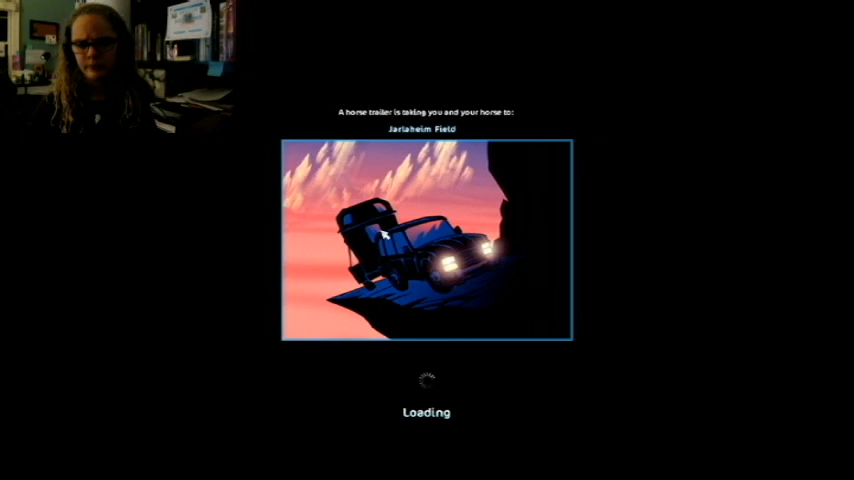 A horse trailer is taking you and your horse to:
Jarlaheim Field
Loading